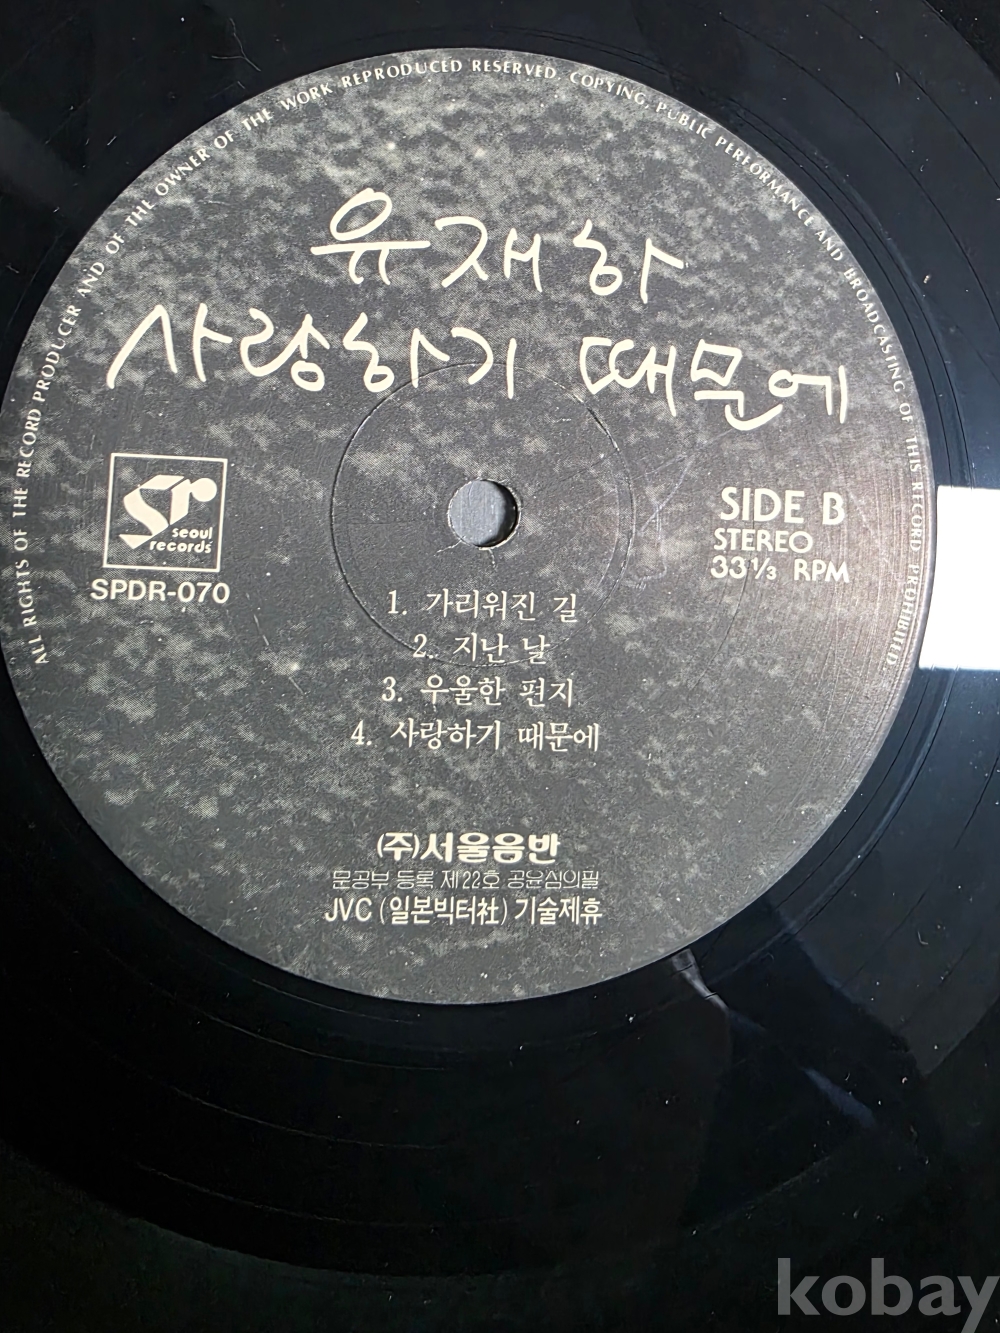 ALL RIGHTS OF THE RECORD PRODUCER AND OF THE OWNER OF THE WORK REPRODUCED RESERVED. COPYING, PUBLIC PERFORMANCE AND BROADCASTING OF THIS RECORD PROHIBITED
유재하
사랑하기 때문에
sr
seoul
records
SPDR-070
SIDE B
STEREO
33 1/3 RPM
1. 가리워진 길
2. 지난 날
3. 우울한 편지
4. 사랑하기 때문에
(주)서울음반
문공부 등록 제22호 공윤심의필
JVC (일본빅터社) 기술제휴
kobay